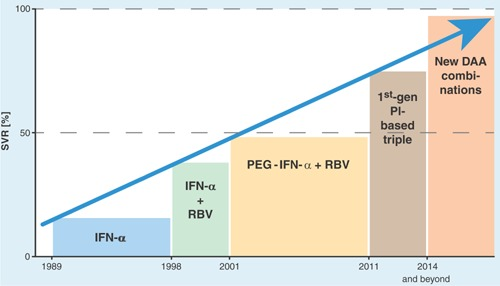 100
SVR [%]
50
0
IFN-α
IFN-α
+
RBV
PEG - IFN- α + RBV
1st-gen
PI-
based
triple
New DAA
combi-
nations
1989
1998
2001
2011
2014
and beyond